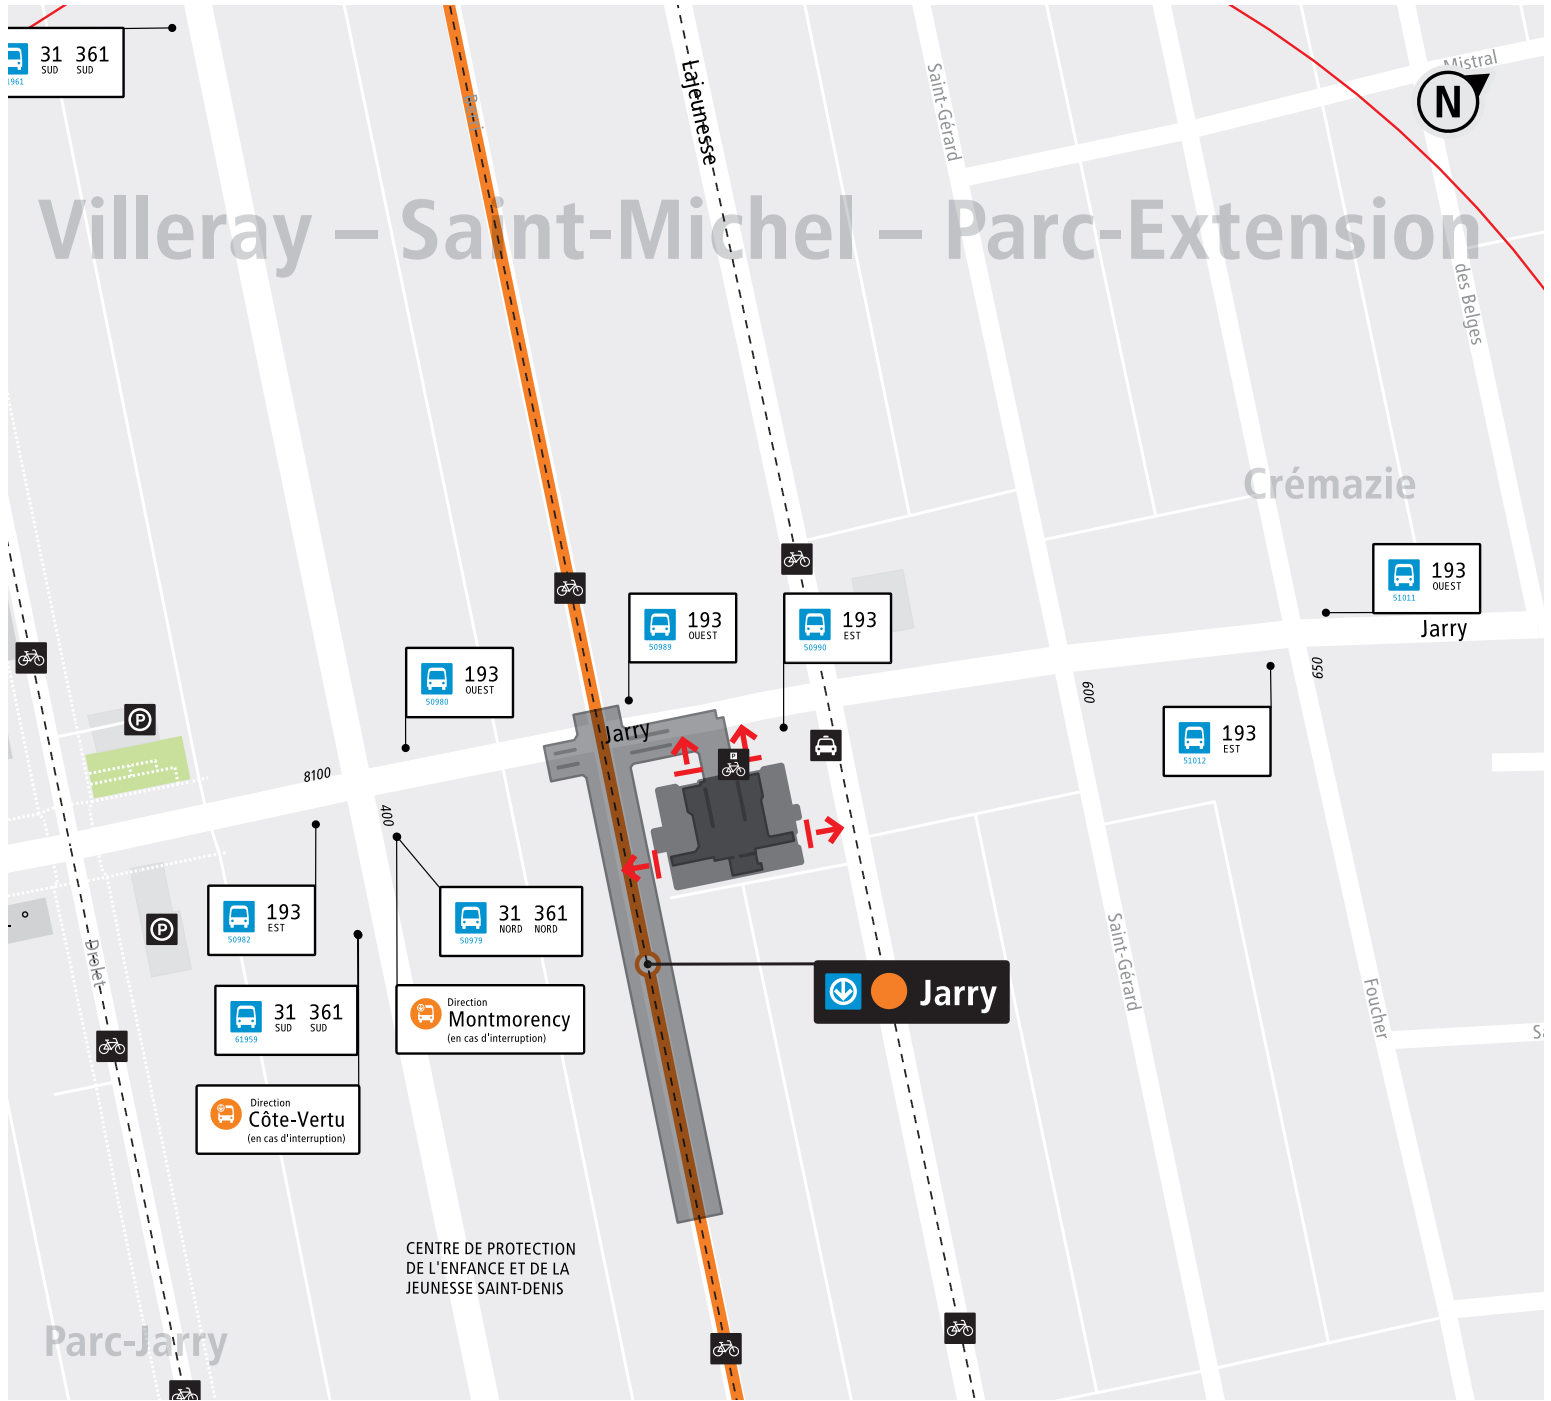 31 361
SUD SUD
1961
Lajeunesse
Saint-Gérard
Mistral
N
Villeray – Saint-Michel – Parc-Extension
des Belges
Crémazie
193
OUEST
51011
Jarry
193
OUEST
50989
193
EST
50990
193
OUEST
50980
650
600
193
EST
51012
P
Jarry
P
8100
400
193
EST
50982
31 361
NORD NORD
50979
P
Drolet
Saint-Gérard
Foucher
Jarry
31 361
SUD SUD
61959
Direction
Montmorency
(en cas d'interruption)
Direction
Côte-Vertu
(en cas d'interruption)
CENTRE DE PROTECTION
DE L'ENFANCE ET DE LA
JEUNESSE SAINT-DENIS
Parc-Jarry